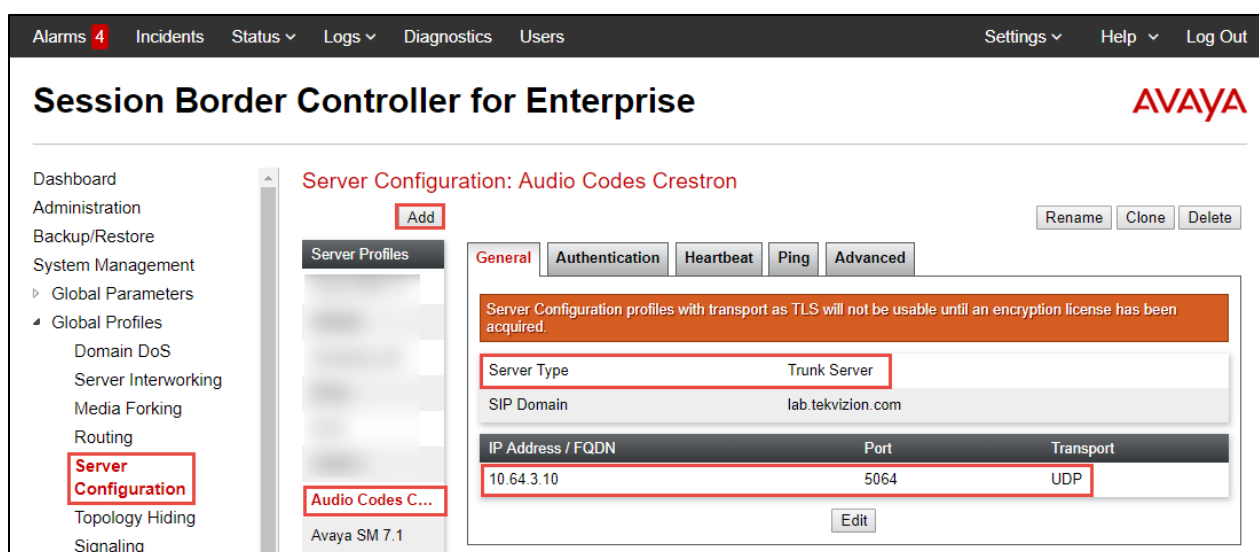 Alarms 4 Incidents Status Logs Diagnostics Users Settings Help Log Out
Session Border Controller for Enterprise
AVAYA
Dashboard
Administration
Backup/Restore
System Management
Global Parameters
Global Profiles
Domain DoS
Server Interworking
Media Forking
Routing
Server
Configuration
Topology Hiding
Signaling
Server Configuration: Audio Codes Crestron
Add
Rename Clone Delete
Server Profiles
Audio Codes C...
Avaya SM 7.1
General Authentication Heartbeat Ping Advanced
Server Configuration profiles with transport as TLS will not be usable until an encryption license has been
acquired.
Server Type Trunk Server
SIP Domain lab.tekvizion.com
IP Address / FQDN Port Transport
10.64.3.10 5064 UDP
Edit